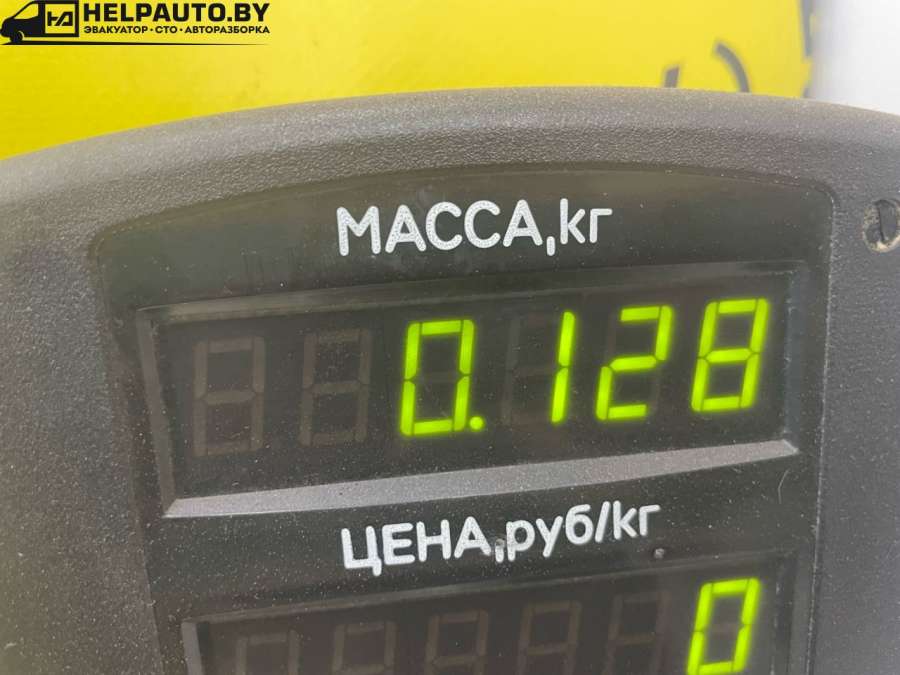 HELPAUTO.BY
ЭВАКУАТОР • СТО • АВТОРАЗБОРКА
МАССА,кг
0.128
ЦЕНА,руб/кг
0